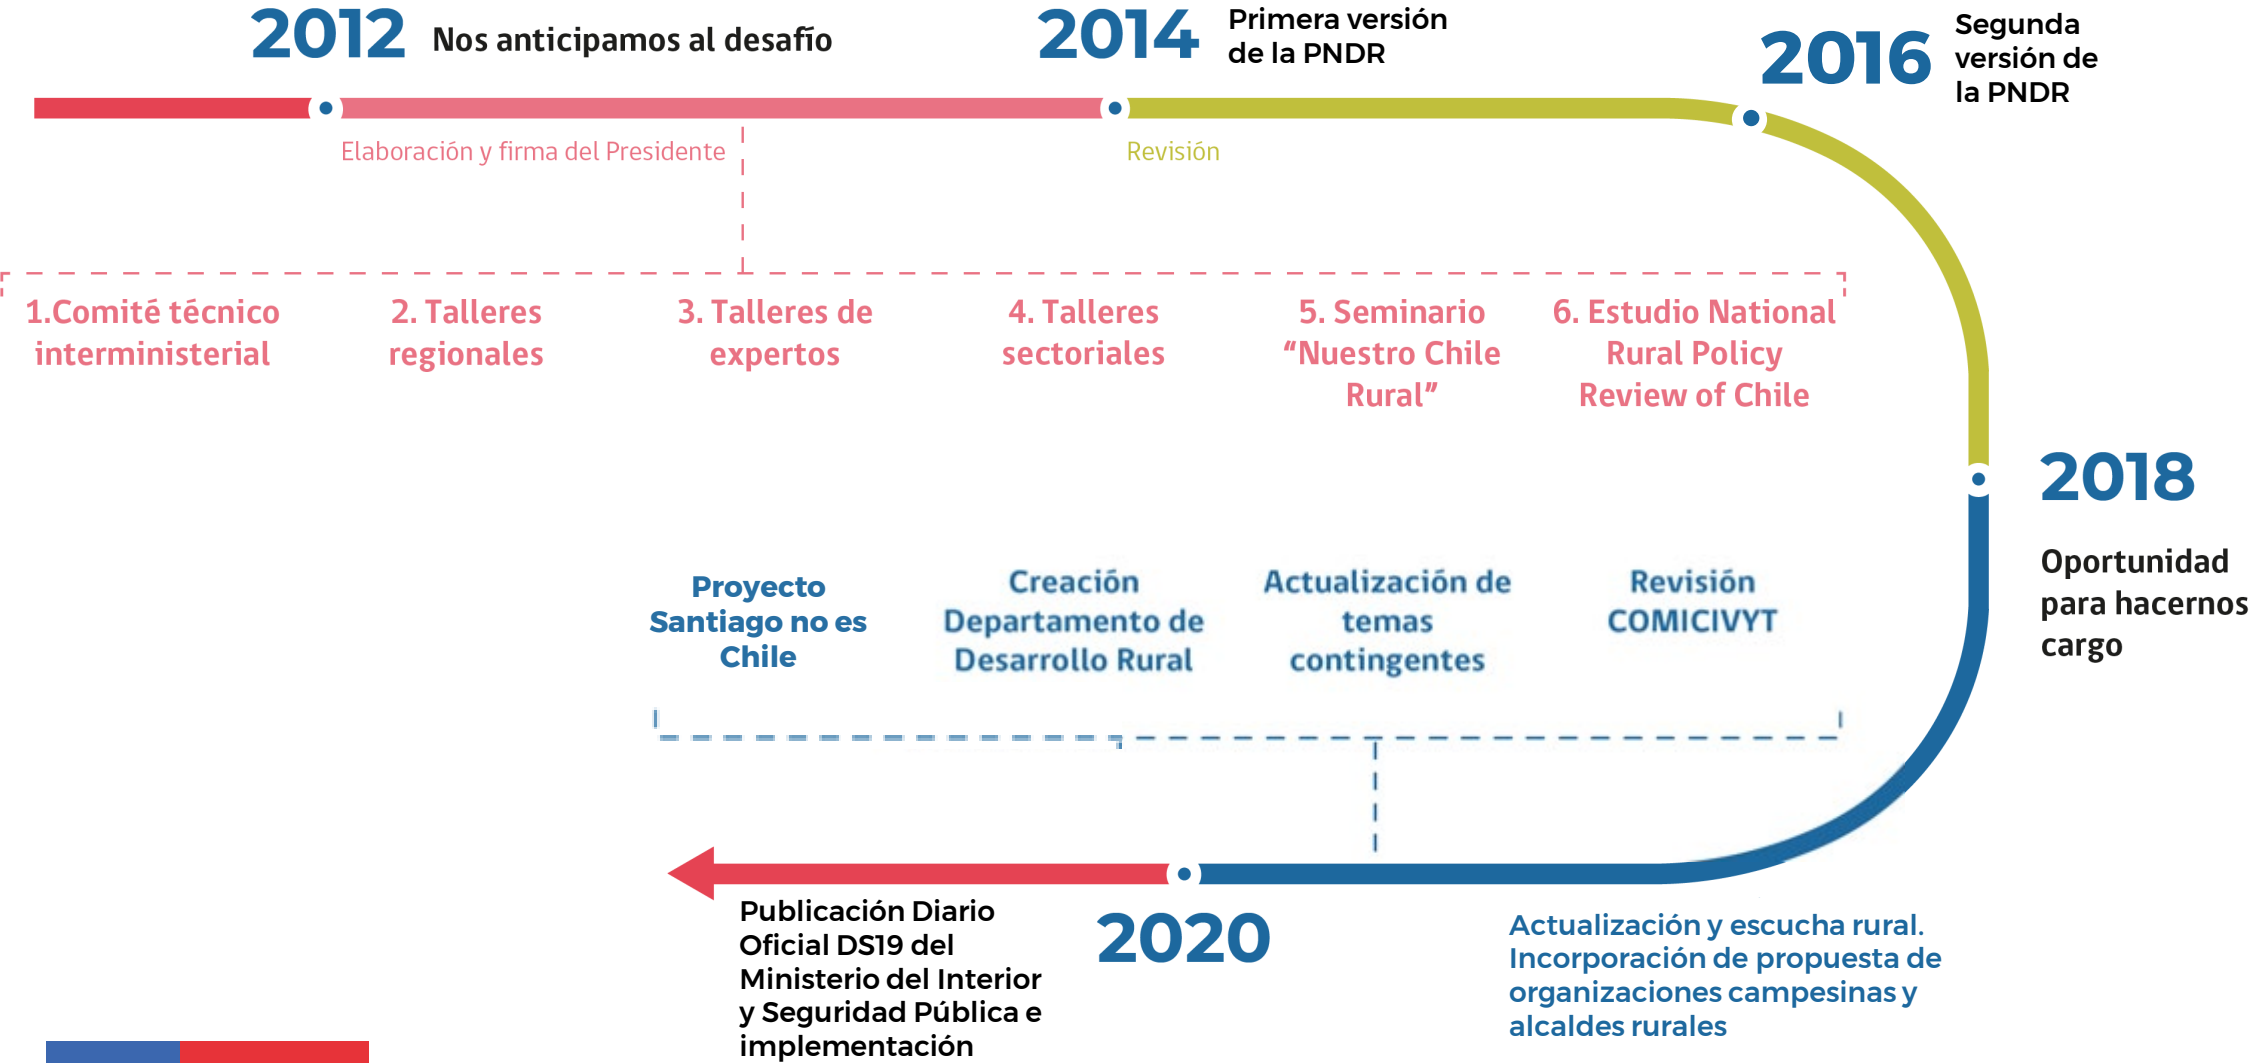 2012 Nos anticipamos al desafío
2014
Primera versión
de la PNDR
2016
Segunda
versión de
la PNDR
Elaboración y firma del Presidente
Revisión
1.Comité técnico
interministerial
2. Talleres
regionales
3. Talleres de
expertos
4. Talleres
sectoriales
5. Seminario
“Nuestro Chile
Rural”
6. Estudio National
Rural Policy
Review of Chile
2018
Oportunidad
para hacernos
cargo
Proyecto
Santiago no es
Chile
Creación
Departamento de
Desarrollo Rural
Actualización de
temas
contingentes
Revisión
COMICIVYT
Publicación Diario
Oficial DS19 del
Ministerio del Interior
y Seguridad Pública e
implementación
2020
Actualización y escucha rural.
Incorporación de propuesta de
organizaciones campesinas y
alcaldes rurales